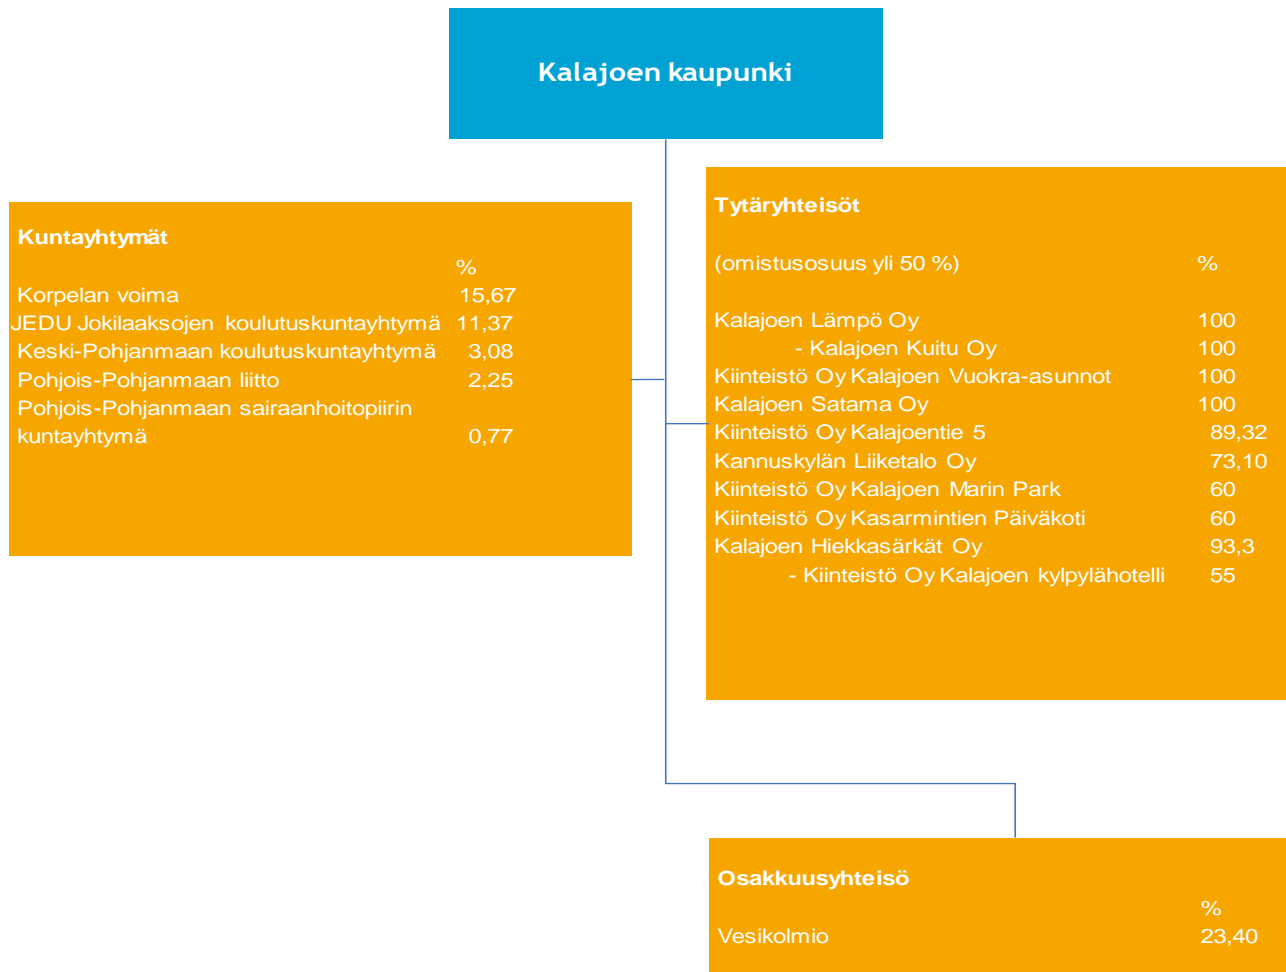 Kalajoen kaupunki
Kuntayhtymät
%
Korpelan voima 15,67
JEDU Jokilaaksojen koulutuskuntayhtymä 11,37
Keski-Pohjanmaan koulutuskuntayhtymä 3,08
Pohjois-Pohjanmaan liitto 2,25
Pohjois-Pohjanmaan sairaanhoitopiirin
kuntayhtymä 0,77
Tytäryhteisöt
(omistusosuus yli 50 %) %
Kalajoen Lämpö Oy 100
- Kalajoen Kuitu Oy 100
Kiinteistö Oy Kalajoen Vuokra-asunnot 100
Kalajoen Satama Oy 100
Kiinteistö Oy Kalajoentie 5 89,32
Kannuskylän Liiketalo Oy 73,10
Kiinteistö Oy Kalajoen Marin Park 60
Kiinteistö Oy Kasarmintien Päiväkoti 60
Kalajoen Hiekkasärkät Oy 93,3
- Kiinteistö Oy Kalajoen kylpylähotelli 55
Osakkuusyhteisö
%
Vesikolmio 23,40